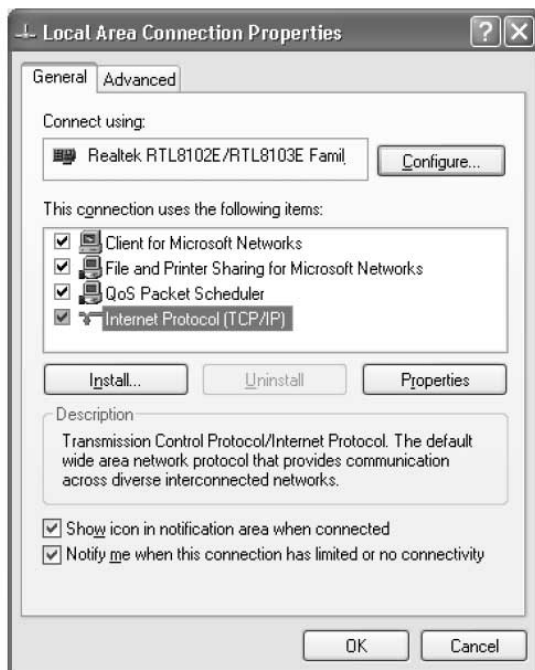 Local Area Connection Properties
General
Advanced
Connect using:
Realtek RTL8102E/RTL8103E Famil
Configure...
This connection uses the following items:
Client for Microsoft Networks
File and Printer Sharing for Microsoft Networks
QoS Packet Scheduler
Internet Protocol (TCP/IP)
Install...
Uninstall
Properties
Description
Transmission Control Protocol/Internet Protocol. The default
wide area network protocol that provides communication
across diverse interconnected networks.
Show icon in notification area when connected
Notify me when this connection has limited or no connectivity
OK
Cancel